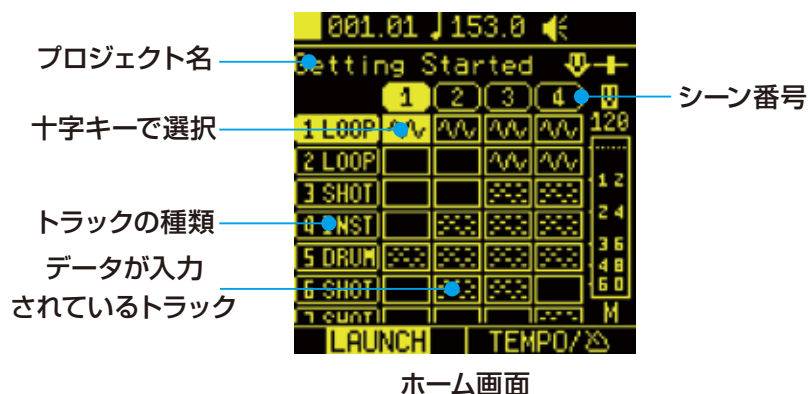 001.01 ♩153.0
プロジェクト名
Getting Started
1 2 3 4
シーン番号
十字キーで選択
1 LOOP
120
2 LOOP
12
3 SHOT
24
トラックの種類
4 INST
36
5 DRUM
48
データが入力
されているトラック
6 SHOT
60
7 SHOT
M
LAUNCH
TEMPO/
ホーム画面